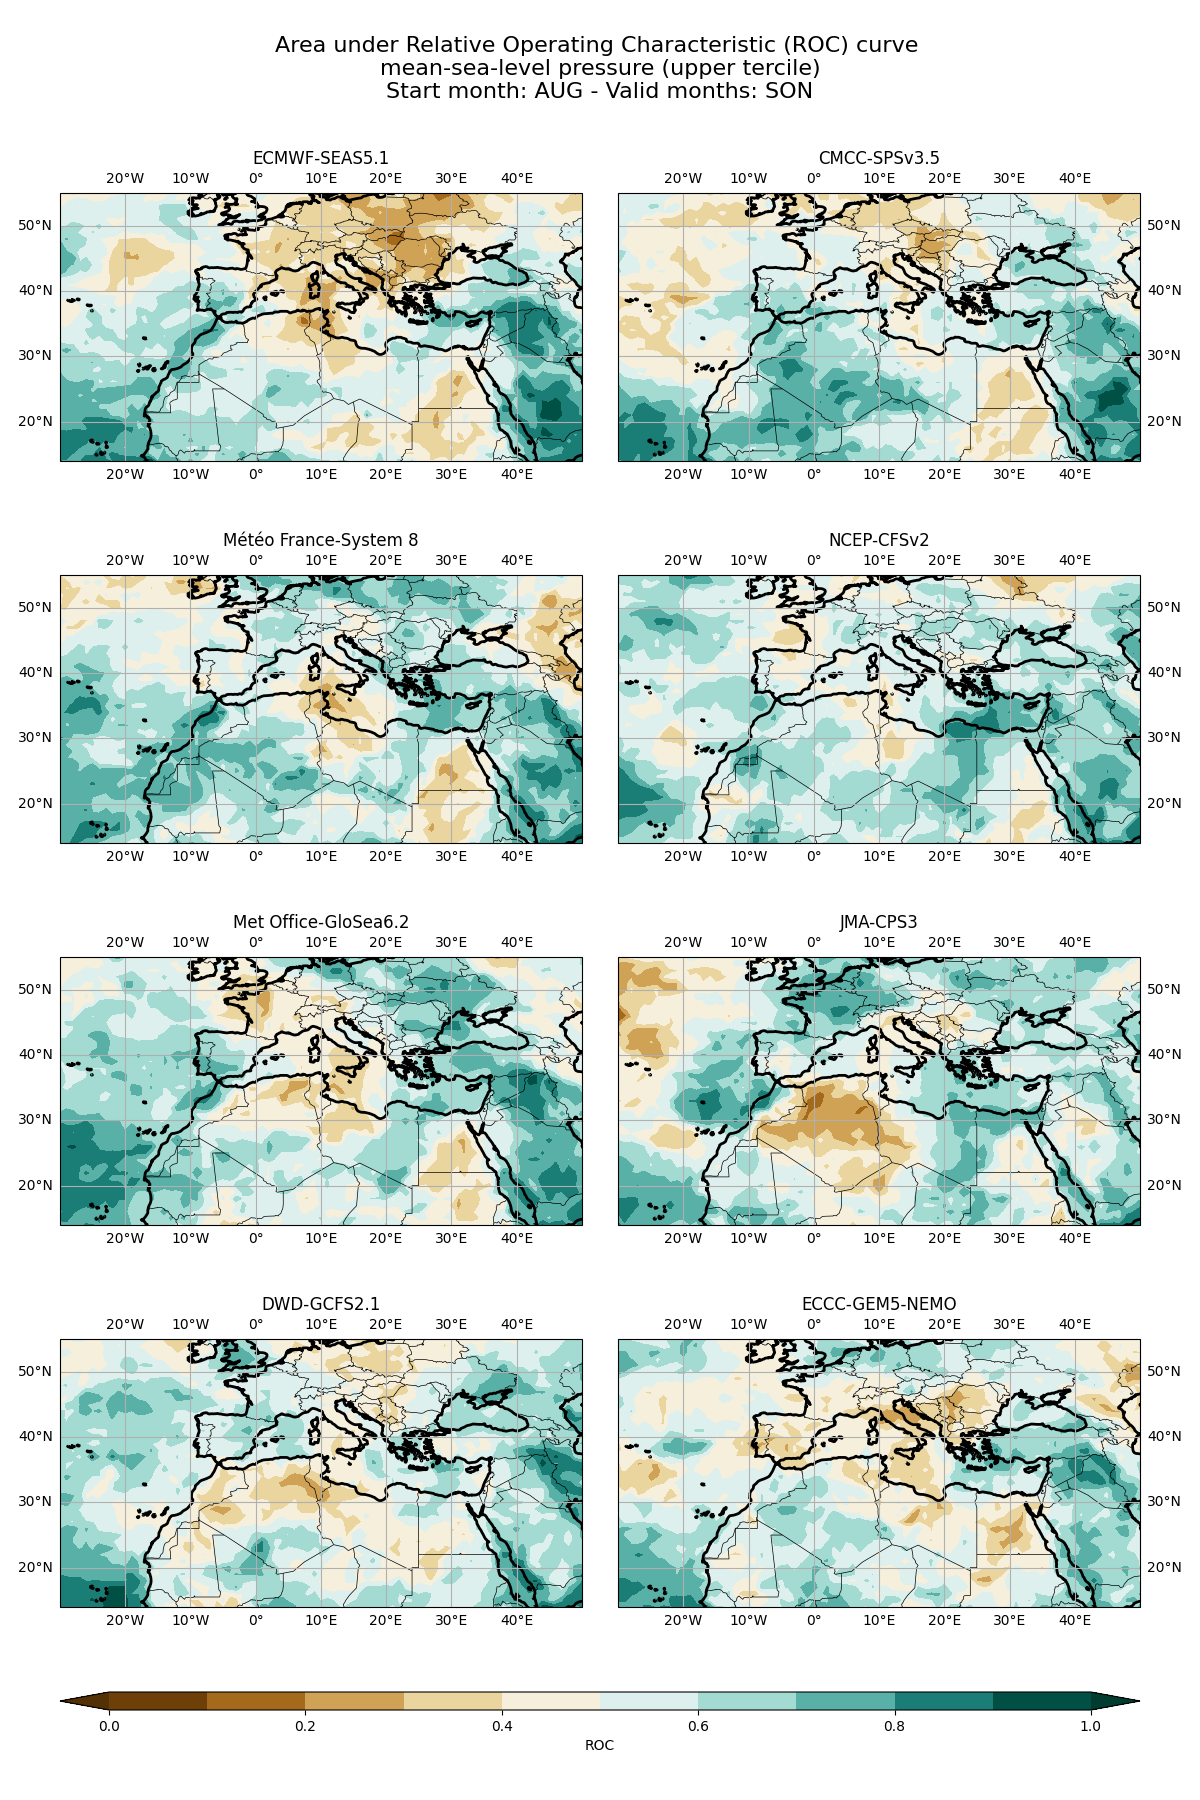 Area under Relative Operating Characteristic (ROC) curve
mean-sea-level pressure (upper tercile)
Start month: AUG - Valid months: SON
ECMWF-SEAS5.1
20°W 10°W 0° 10°E 20°E 30°E 40°E
50°N
40°N
30°N
20°N
20°W 10°W 0° 10°E 20°E 30°E 40°E
CMCC-SPSv3.5
20°W 10°W 0° 10°E 20°E 30°E 40°E
50°N
40°N
30°N
20°N
20°W 10°W 0° 10°E 20°E 30°E 40°E
Météo France-System 8
20°W 10°W 0° 10°E 20°E 30°E 40°E
50°N
40°N
30°N
20°N
20°W 10°W 0° 10°E 20°E 30°E 40°E
NCEP-CFSv2
20°W 10°W 0° 10°E 20°E 30°E 40°E
50°N
40°N
30°N
20°N
20°W 10°W 0° 10°E 20°E 30°E 40°E
Met Office-GloSea6.2
20°W 10°W 0° 10°E 20°E 30°E 40°E
50°N
40°N
30°N
20°N
20°W 10°W 0° 10°E 20°E 30°E 40°E
JMA-CPS3
20°W 10°W 0° 10°E 20°E 30°E 40°E
50°N
40°N
30°N
20°N
20°W 10°W 0° 10°E 20°E 30°E 40°E
DWD-GCFS2.1
20°W 10°W 0° 10°E 20°E 30°E 40°E
50°N
40°N
30°N
20°N
20°W 10°W 0° 10°E 20°E 30°E 40°E
ECCC-GEM5-NEMO
20°W 10°W 0° 10°E 20°E 30°E 40°E
50°N
40°N
30°N
20°N
20°W 10°W 0° 10°E 20°E 30°E 40°E
0.0 0.2 0.4 0.6 0.8 1.0
ROC